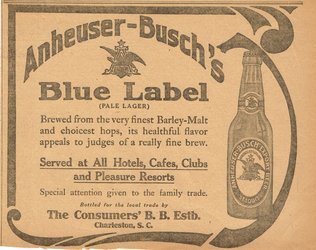 Anheuser-Busch's
Blue Label
(PALE LAGER)
Brewed from the very finest Barley-Malt
and choicest hops, its healthful flavor
appeals to judges of a really fine brew.
Served at All Hotels, Cafes, Clubs
and Pleasure Resorts
Special attention given to the family trade.
Bottled for the local trade by
The Consumers' B. B. Estb.
Charleston, S. C.
ANHEUSER-BUSCH